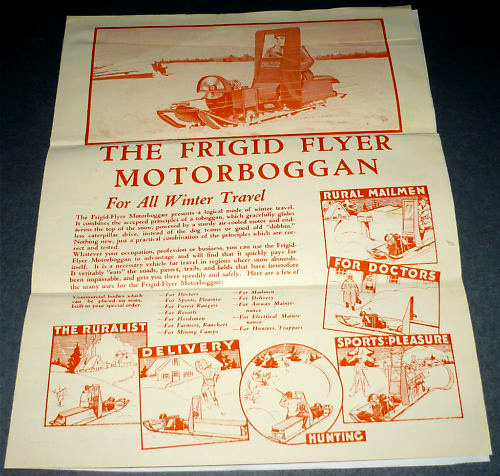 THE FRIGID FLYER
MOTORBOGGAN
For All Winter Travel
The Frigid-Flyer Motorboggan presents a logical mode of winter travel.
It combines the accepted principles of a toboggan, which gracefully glides
across the top of the snow, powered by a sturdy air-cooled motor and end-
less caterpillar drive, instead of the dog teams or good old "dobbin."
Nothing new, just a practical combination of the principles which are cor-
rect and tested.
Whatever your occupation, profession or business, you can use the Frigid-
Flyer Motorboggan to advantage and will find that it quickly pays for
itself. It is a necessary vehicle for travel in regions where snow abounds.
It veritably "eats" the roads, passes, trails, and fields that have heretofore
been impassable, and gets you there speedily and safely. Here are a few of
the many uses for the Frigid-Flyer Motorboggan:
Commercial bodies which
can be placed on seats,
built to your special order.
—For Doctors
—For Sports, Pleasure
—For Forest Rangers
—For Resorts
—For Herdsmen
—For Farmers, Ranchers
—For Mining Camps
—For Mailmen
—For Delivery
—For Airway Mainte-
nance
—For Electrical Mainte-
nance
—For Hunters, Trappers
RURAL MAILMEN
FOR DOCTORS
THE RURALIST
DELIVERY
SPORTS-PLEASURE
HUNTING